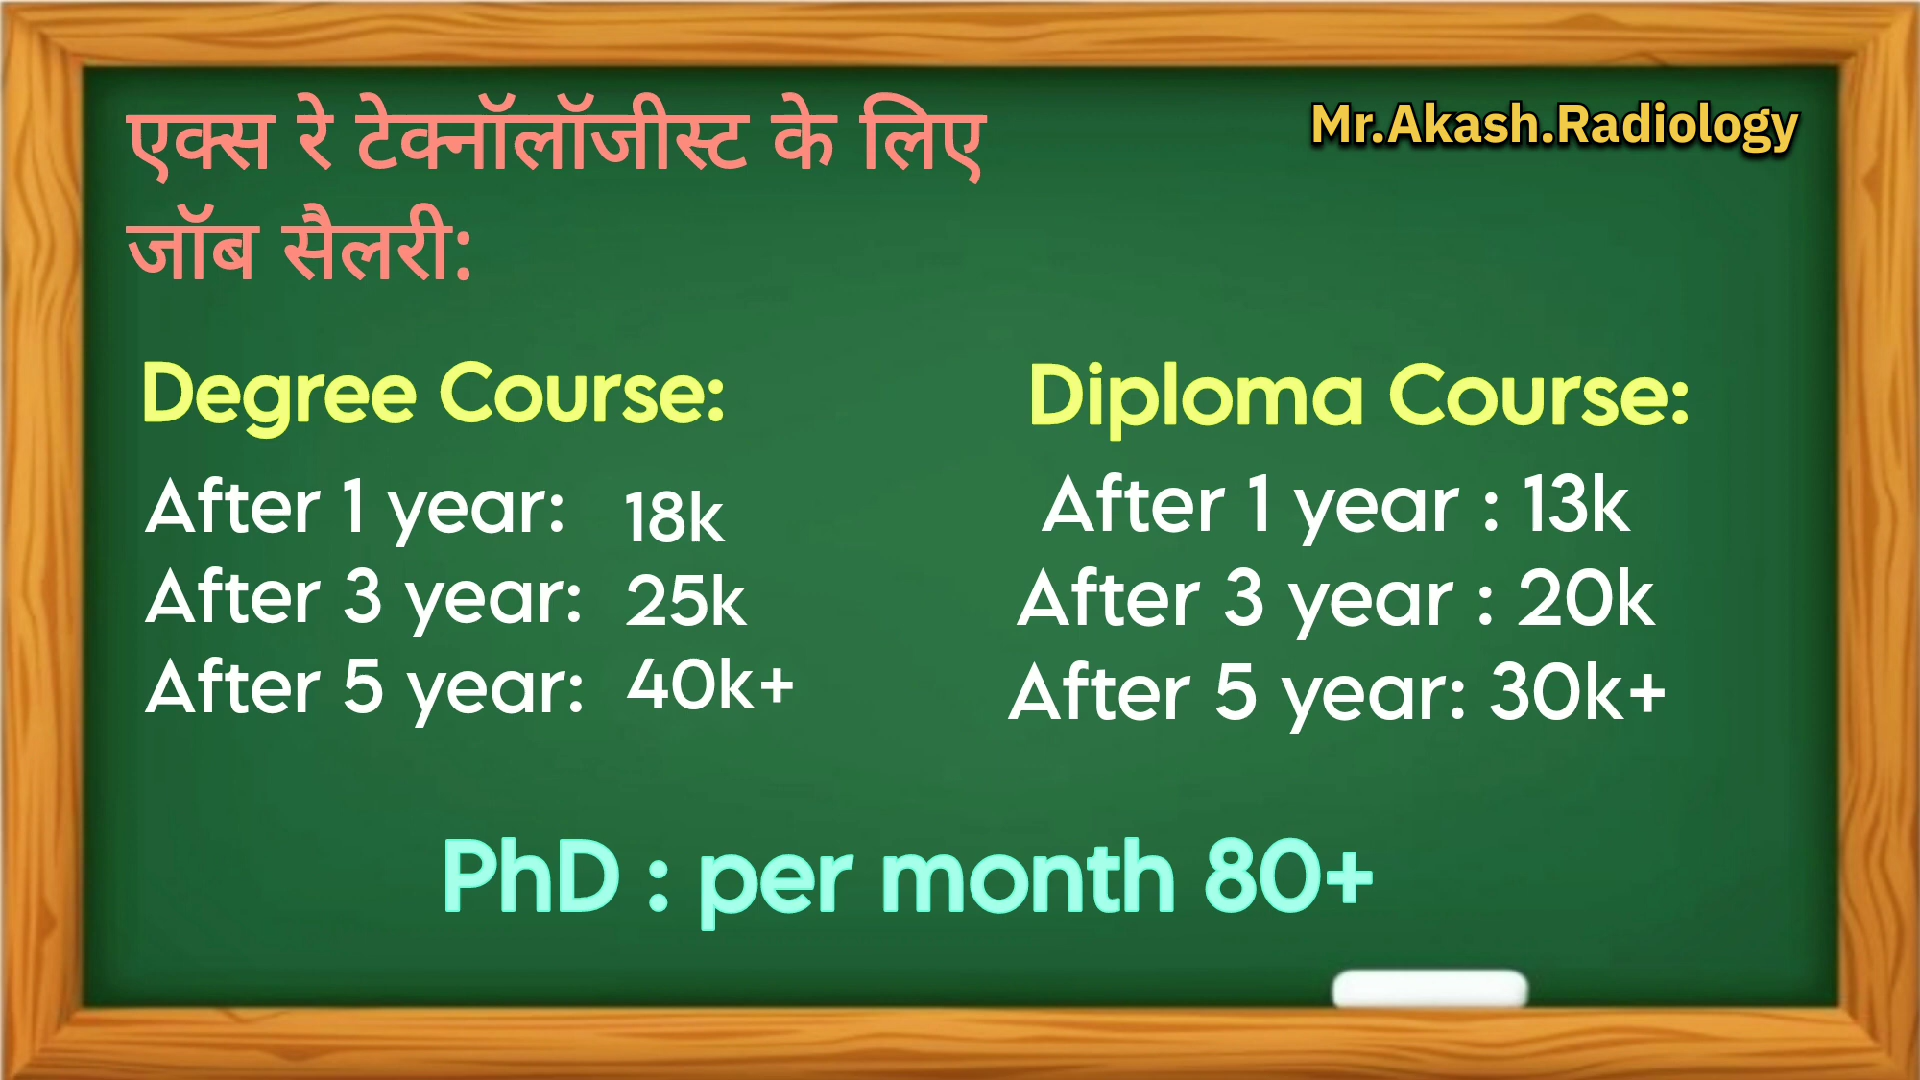 एक्स रे टेक्नॉलॉजीस्ट के लिए
जॉब सैलरी:
Mr.Akash.Radiology
Degree Course:
After 1 year: 18k
After 3 year: 25k
After 5 year: 40k+
Diploma Course:
After 1 year : 13k
After 3 year : 20k
After 5 year: 30k+
PhD : per month 80+